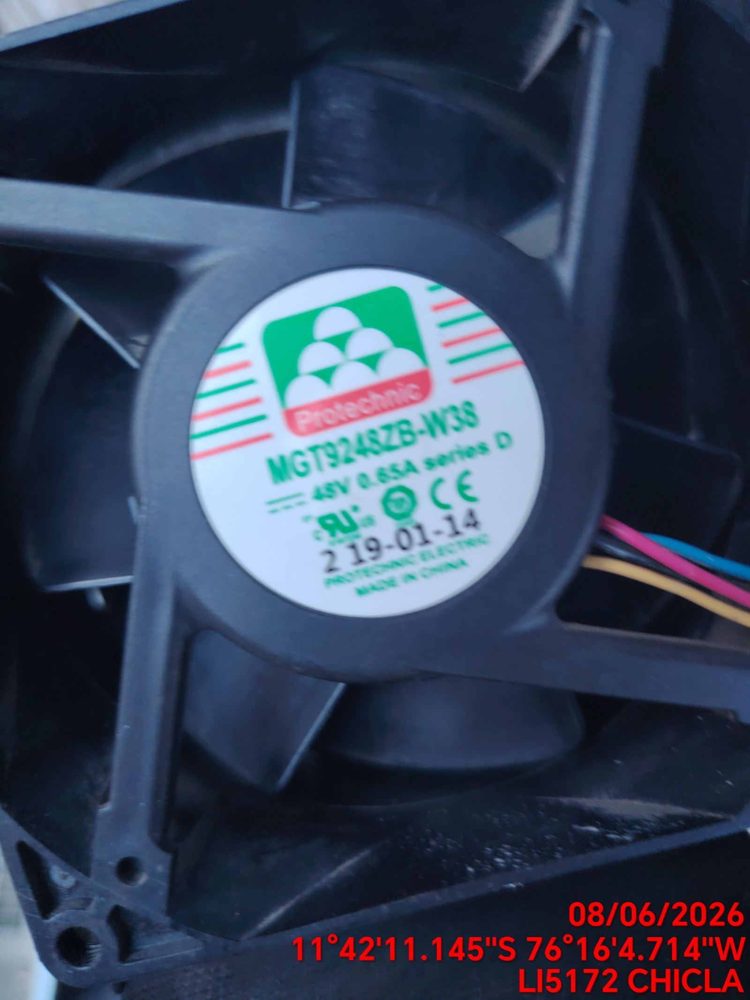 Protechnic
MGT9248ZB-W38
48V 0.65A series D
CE
2 19-01-14
PROTECHNIC ELECTRIC
MADE IN CHINA
08/06/2026
11°42'11.145"S 76°16'4.714"W
LI5172 CHICLA